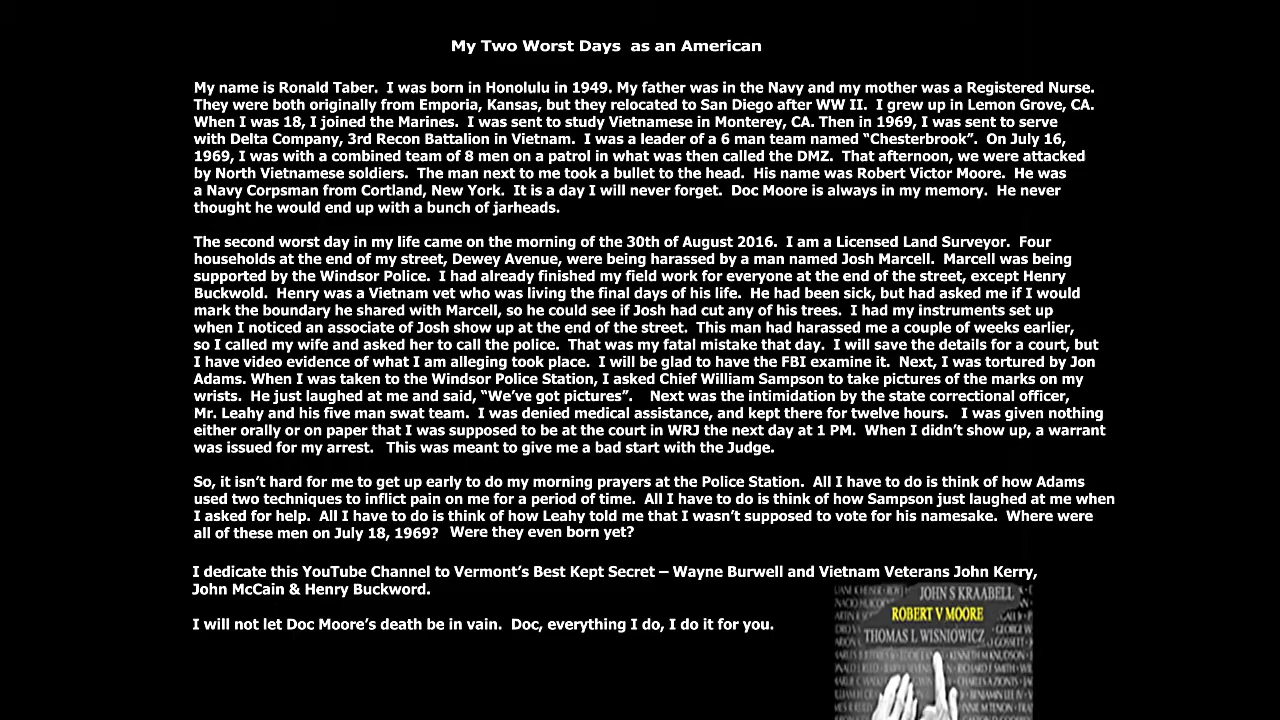 My Two Worst Days as an American
My name is Ronald Taber. I was born in Honolulu in 1949. My father was in the Navy and my mother was a Registered Nurse.
They were both originally from Emporia, Kansas, but they relocated to San Diego after WW II. I grew up in Lemon Grove, CA.
When I was 18, I joined the Marines. I was sent to study Vietnamese in Monterey, CA. Then in 1969, I was sent to serve
with Delta Company, 3rd Recon Battalion in Vietnam. I was a leader of a 6 man team named “Chesterbrook”. On July 16,
1969, I was with a combined team of 8 men on a patrol in what was then called the DMZ. That afternoon, we were attacked
by North Vietnamese soldiers. The man next to me took a bullet to the head. His name was Robert Victor Moore. He was
a Navy Corpsman from Cortland, New York. It is a day I will never forget. Doc Moore is always in my memory. He never
thought he would end up with a bunch of jarheads.
The second worst day in my life came on the morning of the 30th of August 2016. I am a Licensed Land Surveyor. Four
households at the end of my street, Dewey Avenue, were being harassed by a man named Josh Marcell. Marcell was being
supported by the Windsor Police. I had already finished my field work for everyone at the end of the street, except Henry
Buckwold. Henry was a Vietnam vet who was living the final days of his life. He had been sick, but had asked me if I would
mark the boundary he shared with Marcell, so he could see if Josh had cut any of his trees. I had my instruments set up
when I noticed an associate of Josh show up at the end of the street. This man had harassed me a couple of weeks earlier,
so I called my wife and asked her to call the police. That was my fatal mistake that day. I will save the details for a court, but
I have video evidence of what I am alleging took place. I will be glad to have the FBI examine it. Next, I was tortured by Jon
Adams. When I was taken to the Windsor Police Station, I asked Chief William Sampson to take pictures of the marks on my
wrists. He just laughed at me and said, “We’ve got pictures”. Next was the intimidation by the state correctional officer,
Mr. Leahy and his five man swat team. I was denied medical assistance, and kept there for twelve hours. I was given nothing
either orally or on paper that I was supposed to be at the court in WRJ the next day at 1 PM. When I didn’t show up, a warrant
was issued for my arrest. This was meant to give me a bad start with the Judge.
So, it isn’t hard for me to get up early to do my morning prayers at the Police Station. All I have to do is think of how Adams
used two techniques to inflict pain on me for a period of time. All I have to do is think of how Sampson just laughed at me when
I asked for help. All I have to do is think of how Leahy told me that I wasn’t supposed to vote for his namesake. Where were
all of these men on July 18, 1969? Were they even born yet?
I dedicate this YouTube Channel to Vermont’s Best Kept Secret – Wayne Burwell and Vietnam Veterans John Kerry,
John McCain & Henry Buckword.
I will not let Doc Moore’s death be in vain. Doc, everything I do, I do it for you.
JOHN S KRAABELL
ROBERT V MOORE
THOMAS L WISNIOWICZ